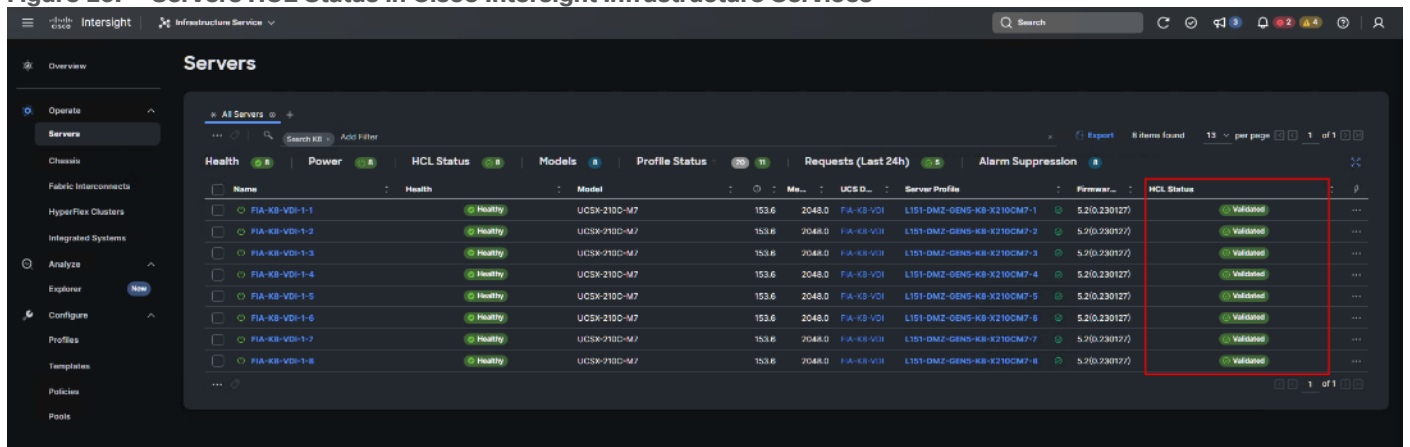 Figure 23. Servers HCL Status in Cisco Intersight Infrastructure Services
cisco Intersight Infrastructure Service Search 3 2 4
Overview Servers
Operate All Servers +
Servers Search K8 × Add Filter × Export 8 items found 13 per page 1 of 1
Chassis Health 8 Power 8 HCL Status 8 Models 8 Profile Status 20 11 Requests (Last 24h) 8 Alarm Suppression 8
Fabric Interconnects Name Health Model Me... UCS D... Server Profile Firmwar... HCL Status
HyperFlex Clusters FIA-K8-VDI-1-1 Healthy UCSX-210C-M7 153.6 2048.0 FIA-K8-VDI L151-DMZ-GEN5-K8-X210CM7-1 5.2(0.230127) Validated ...
FIA-K8-VDI-1-2 Healthy UCSX-210C-M7 153.6 2048.0 FIA-K8-VDI L151-DMZ-GEN5-K8-X210CM7-2 5.2(0.230127) Validated ...
Integrated Systems FIA-K8-VDI-1-3 Healthy UCSX-210C-M7 153.6 2048.0 FIA-K8-VDI L151-DMZ-GEN5-K8-X210CM7-3 5.2(0.230127) Validated ...
Analyze FIA-K8-VDI-1-4 Healthy UCSX-210C-M7 153.6 2048.0 FIA-K8-VDI L151-DMZ-GEN5-K8-X210CM7-4 5.2(0.230127) Validated ...
Explorer New FIA-K8-VDI-1-5 Healthy UCSX-210C-M7 153.6 2048.0 FIA-K8-VDI L151-DMZ-GEN5-K8-X210CM7-5 5.2(0.230127) Validated ...
Configure FIA-K8-VDI-1-6 Healthy UCSX-210C-M7 153.6 2048.0 FIA-K8-VDI L151-DMZ-GEN5-K8-X210CM7-6 5.2(0.230127) Validated ...
Profiles FIA-K8-VDI-1-7 Healthy UCSX-210C-M7 153.6 2048.0 FIA-K8-VDI L151-DMZ-GEN5-K8-X210CM7-7 5.2(0.230127) Validated ...
Templates FIA-K8-VDI-1-8 Healthy UCSX-210C-M7 153.6 2048.0 FIA-K8-VDI L151-DMZ-GEN5-K8-X210CM7-8 5.2(0.230127) Validated ...
Policies ... 1 of 1
Pools